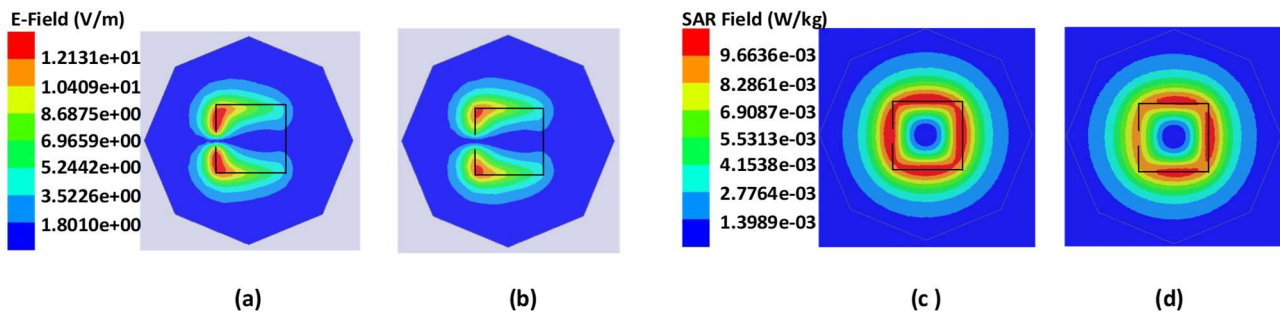 E-Field (V/m)
1.2131e+01
1.0409e+01
8.6875e+00
6.9659e+00
5.2442e+00
3.5226e+00
1.8010e+00
(a)
(b)
SAR Field (W/kg)
9.6636e-03
8.2861e-03
6.9087e-03
5.5313e-03
4.1538e-03
2.7764e-03
1.3989e-03
(c )
(d)